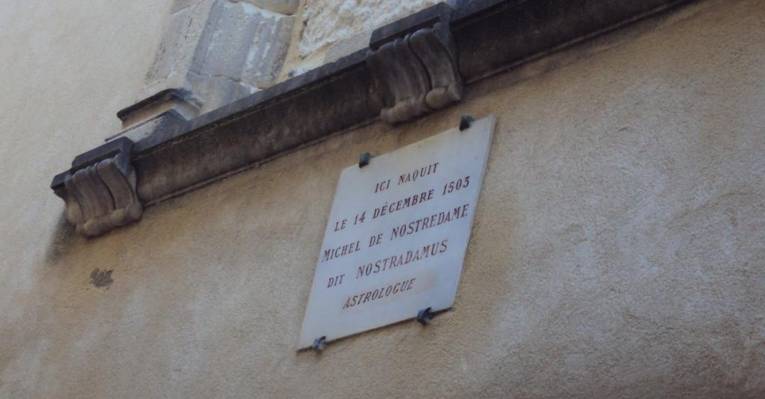 ICI NAQUIT
LE 14 DÉCEMBRE 1503
MICHEL DE NOSTREDAME
DIT NOSTRADAMUS
ASTROLOGUE